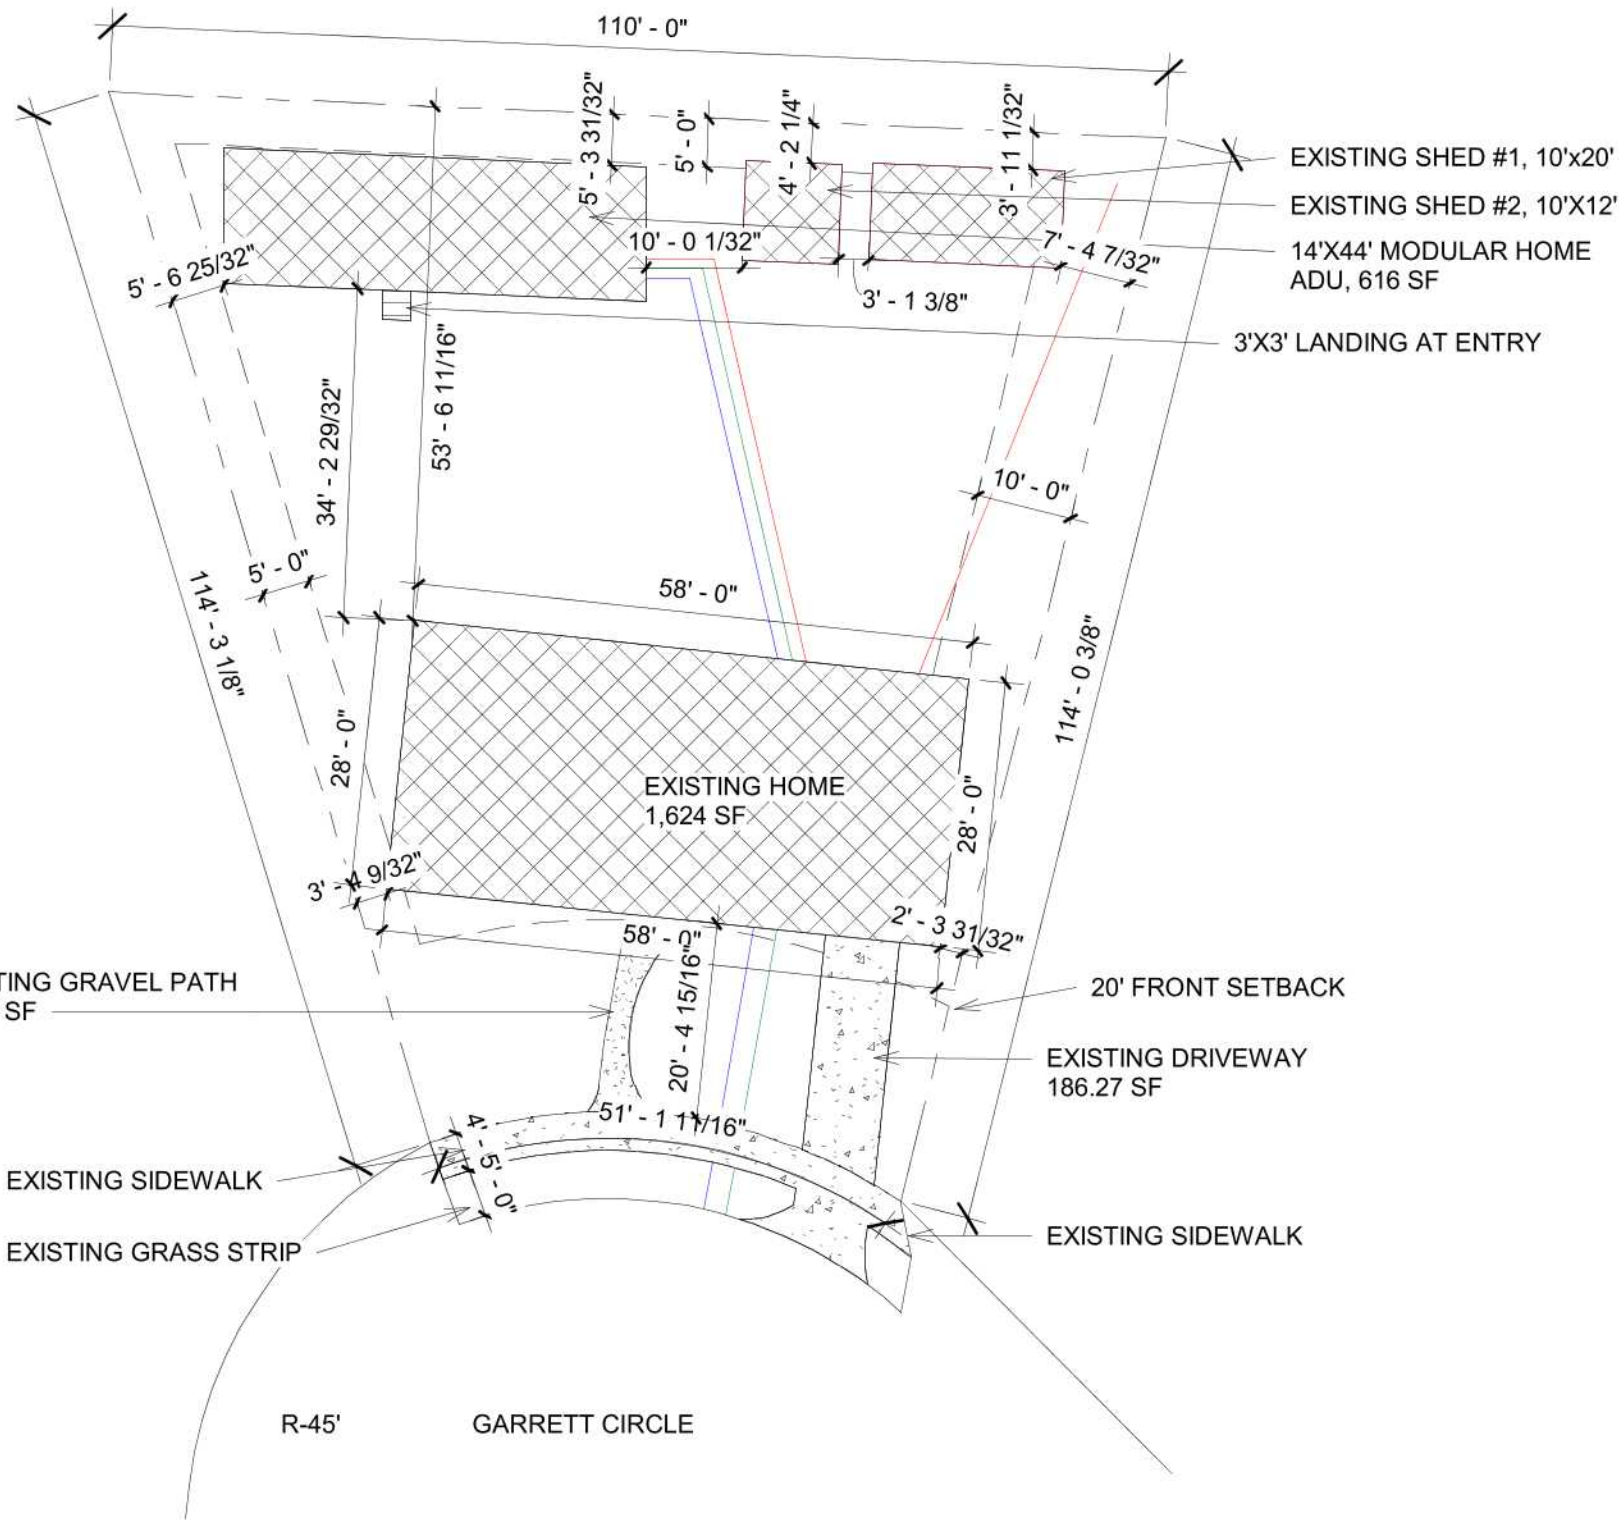 110' - 0"
5' - 3 31/32"
5' - 0"
4' - 2 1/4"
3' - 11 1/32"
EXISTING SHED #1, 10'x20'
EXISTING SHED #2, 10'X12'
14'X44' MODULAR HOME
ADU, 616 SF
10' - 0 1/32"
7' - 4 7/32"
5' - 6 25/32"
3' - 1 3/8"
3'X3' LANDING AT ENTRY
53' - 6 11/16"
34' - 2 29/32"
10' - 0"
5' - 0"
58' - 0"
114' - 3 1/8"
114' - 0 3/8"
28' - 0"
EXISTING HOME
1,624 SF
28' - 0"
3' - 4 9/32"
2' - 3 31/32"
58' - 0"
TING GRAVEL PATH
SF
20' - 4 15/16"
20' FRONT SETBACK
EXISTING DRIVEWAY
186.27 SF
51' - 1 11/16"
4' - 5' - 0"
EXISTING SIDEWALK
EXISTING SIDEWALK
EXISTING GRASS STRIP
R-45'
GARRETT CIRCLE